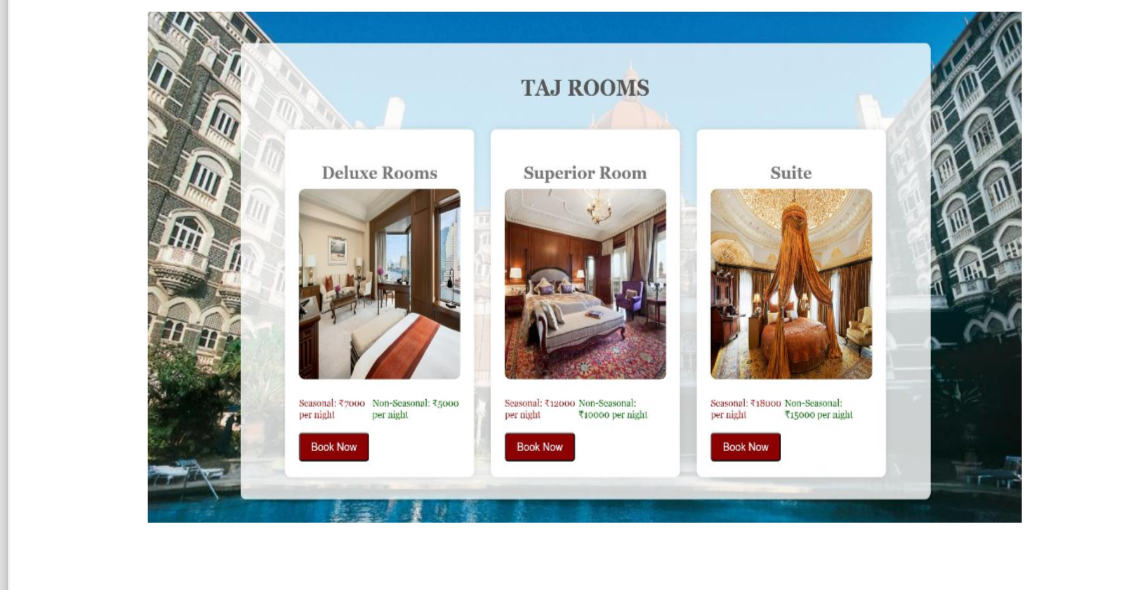 TAJ ROOMS
Deluxe Rooms
Seasonal: ₹7000
per night
Non-Seasonal: ₹5000
per night
Book Now
Superior Room
Seasonal: ₹12000
per night
Non-Seasonal:
₹10000 per night
Book Now
Suite
Seasonal: ₹18000
per night
Non-Seasonal:
₹15000 per night
Book Now